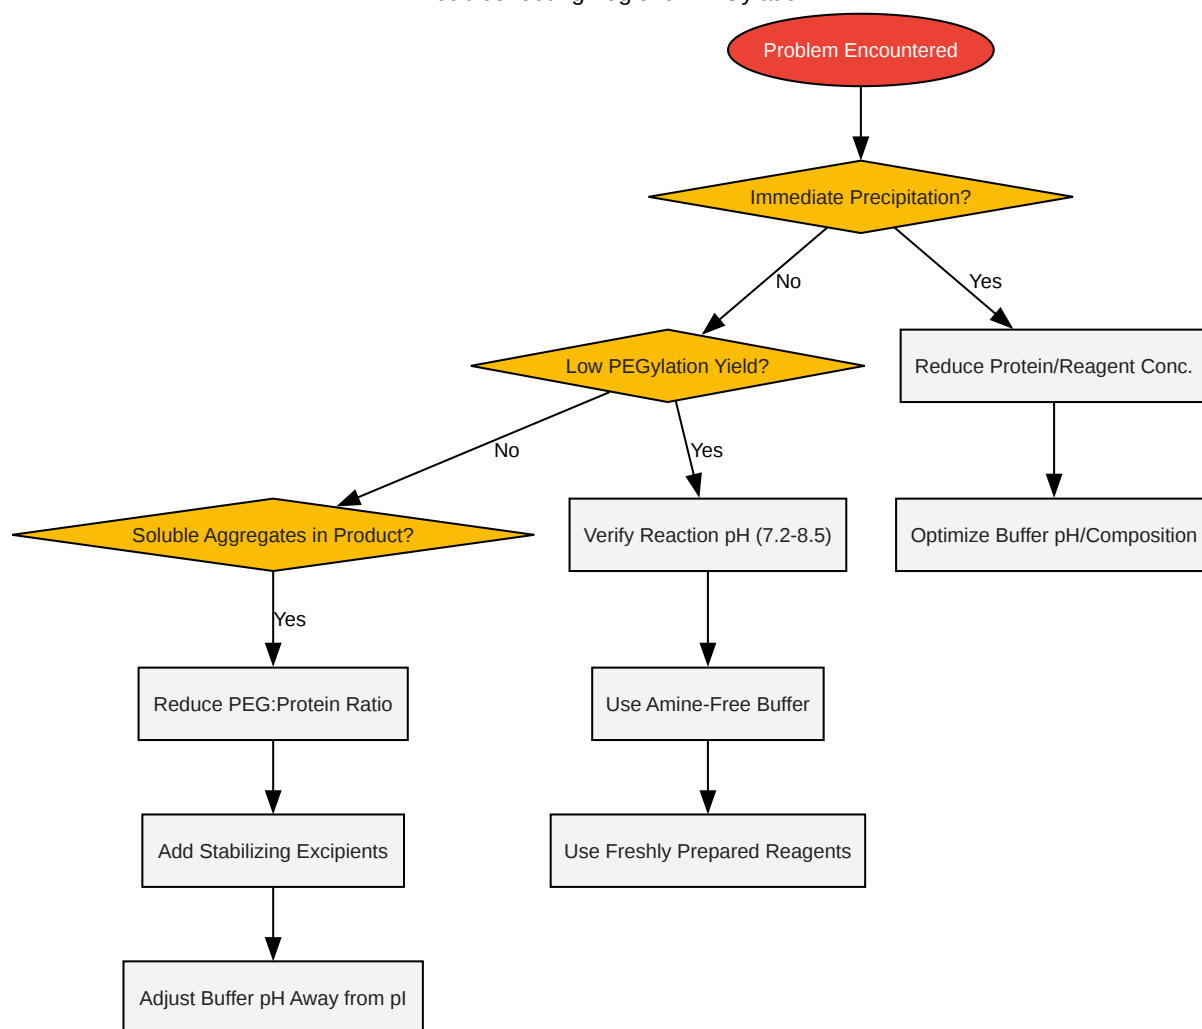 Problem Encountered
Immediate Precipitation?
No
Yes
Low PEGylation Yield?
Reduce Protein/Reagent Conc.
No
Yes
Soluble Aggregates in Product?
Verify Reaction pH (7.2-8.5)
Optimize Buffer pH/Composition
Yes
Reduce PEG:Protein Ratio
Use Amine-Free Buffer
Add Stabilizing Excipients
Use Freshly Prepared Reagents
Adjust Buffer pH Away from pI